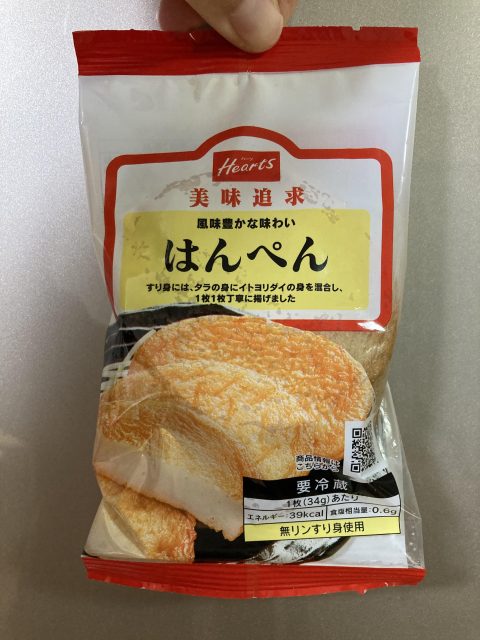 Hearts
美味追求
風味豊かな味わい
はんぺん
すり身には、タラの身にイトヨリダイの身を混合し、
1枚1枚丁寧に揚げました
商品情報は
こちらから
要冷蔵
1枚(34g)あたり
エネルギー:39kcal 食塩相当量:0.6g
無リンすり身使用